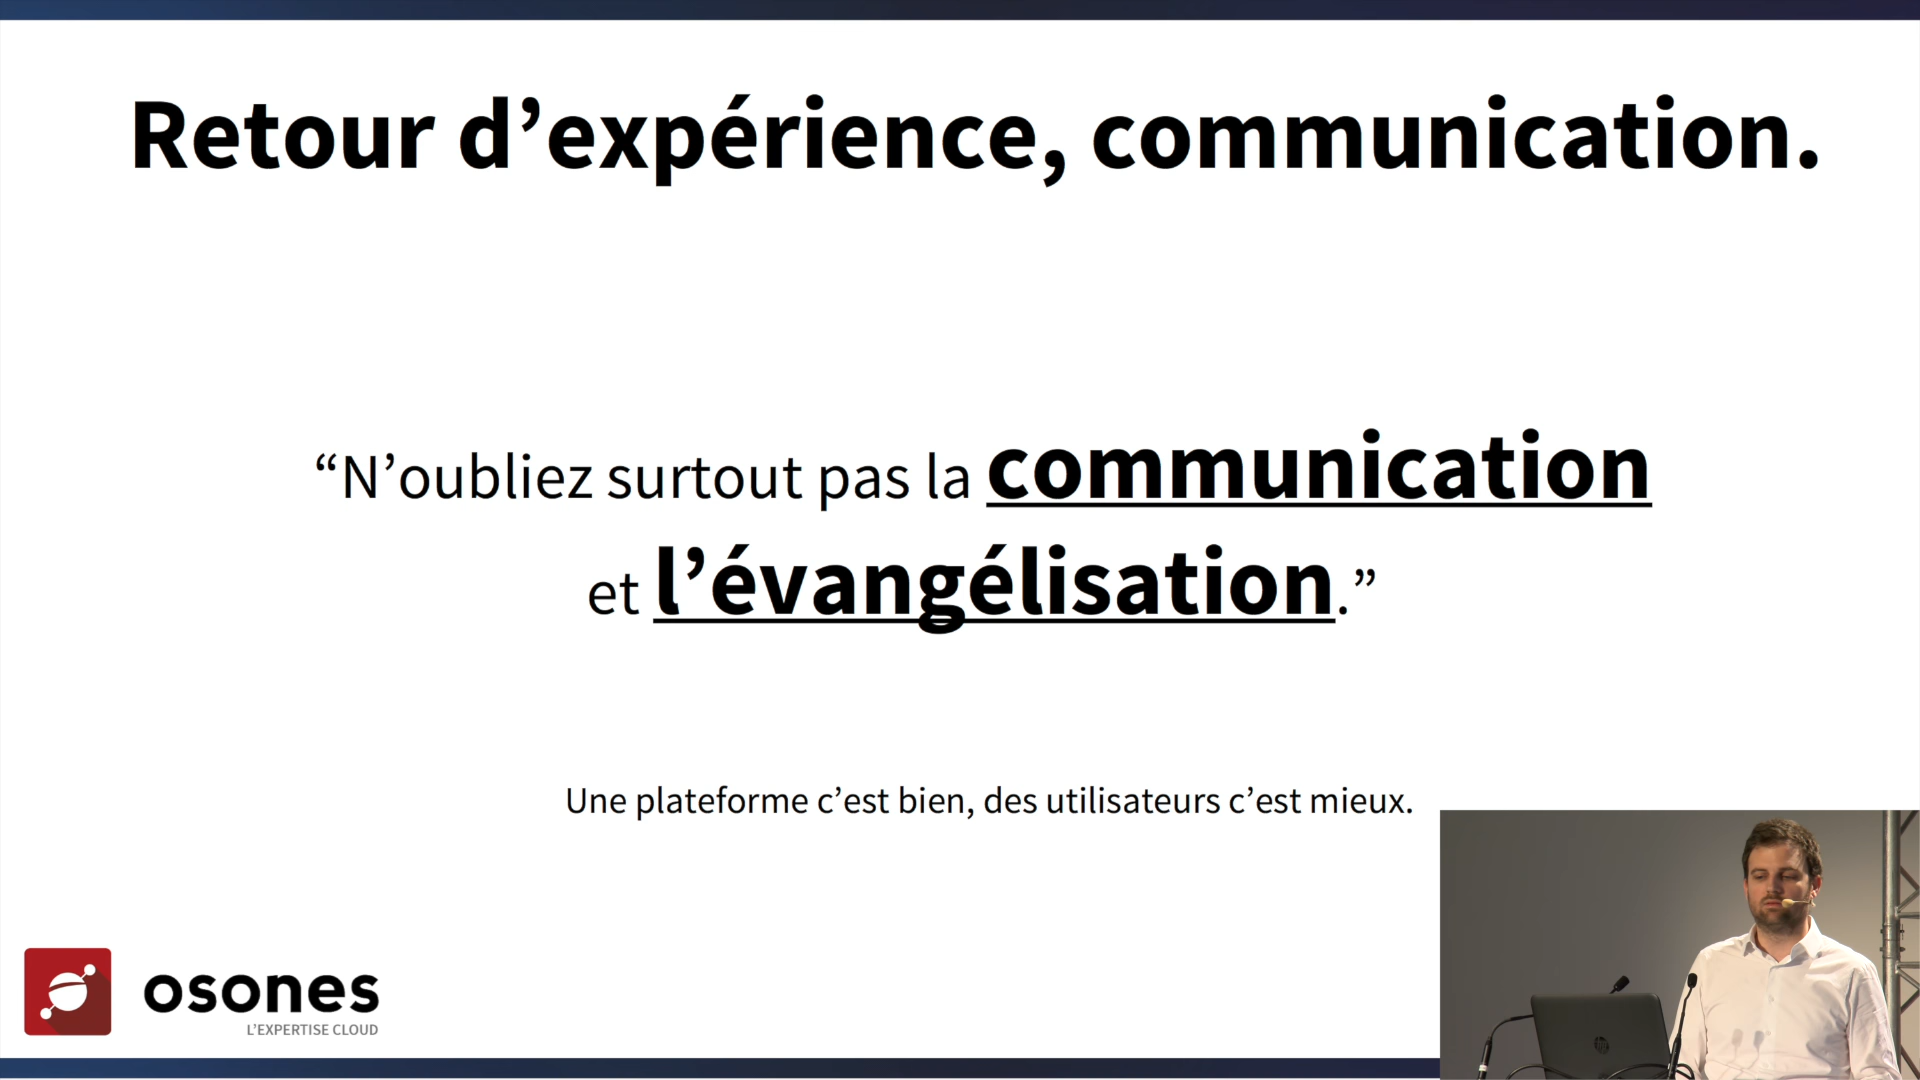 Retour d’expérience, communication.
“N’oubliez surtout pas la communication
et l’évangélisation.”
Une plateforme c’est bien, des utilisateurs c’est mieux.
osones
L’EXPERTISE CLOUD
hp